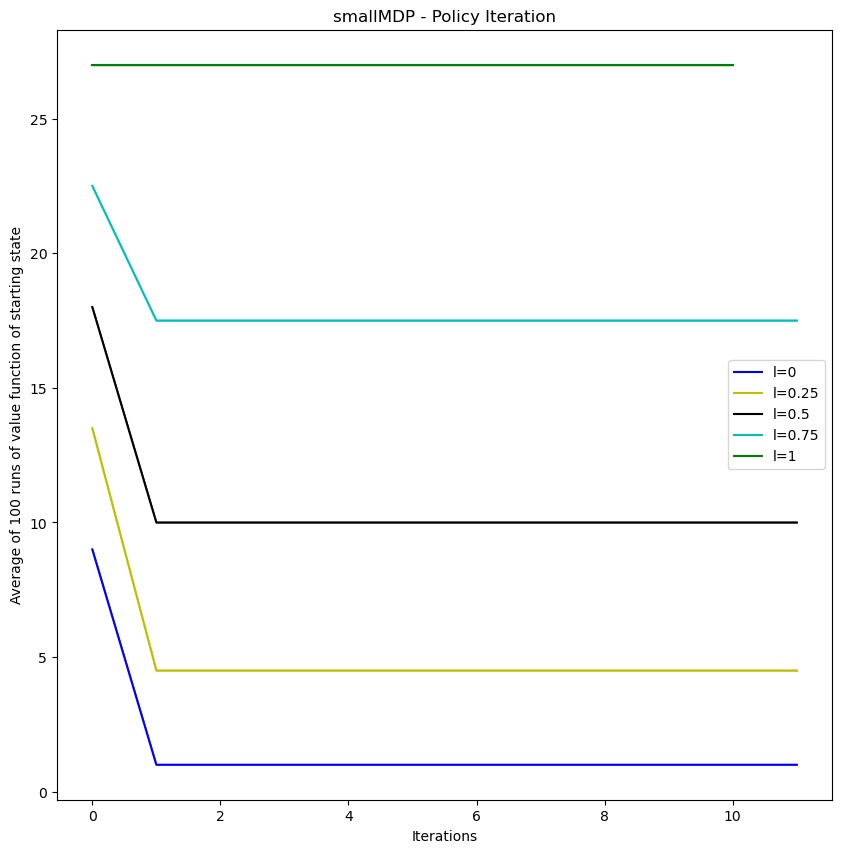 smallMDP - Policy Iteration
Average of 100 runs of value function of starting state
25
20
15
10
5
0
l=0
l=0.25
l=0.5
l=0.75
l=1
0 2 4 6 8 10
Iterations